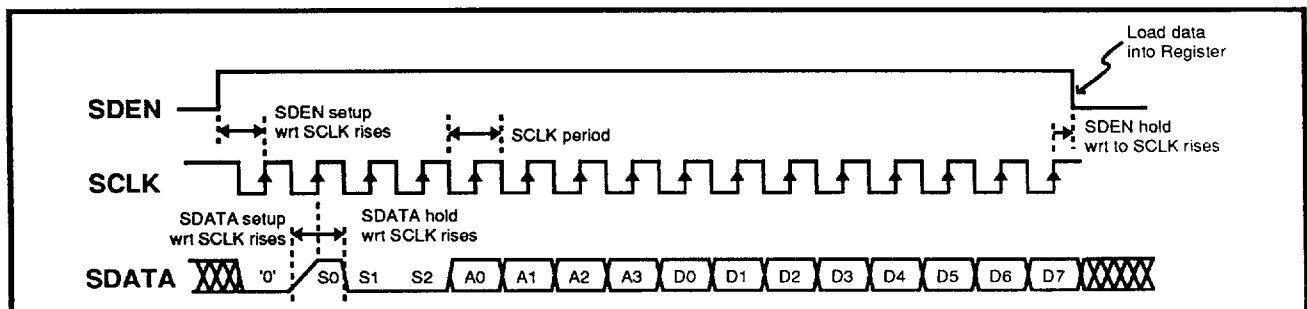 Load data
into Register
SDEN
SDEN setup
wrt SCLK rises
SCLK period
SDEN hold
wrt to SCLK rises
SCLK
SDATA setup
wrt SCLK rises
SDATA hold
wrt SCLK rises
SDATA '0' S0 S1 S2 A0 A1 A2 A3 D0 D1 D2 D3 D4 D5 D6 D7